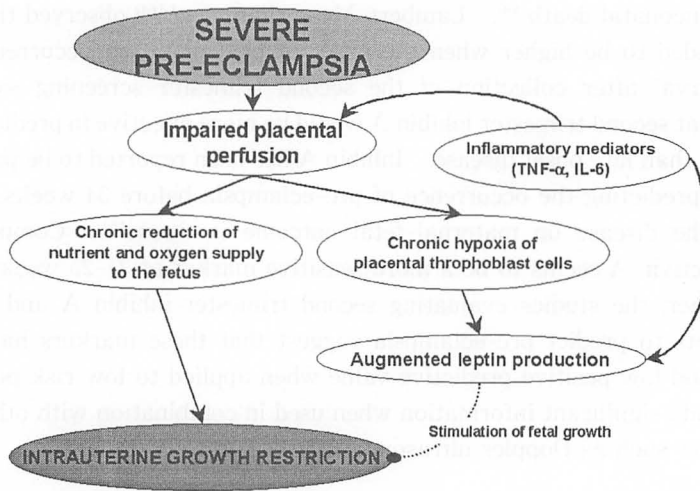 SEVERE
PRE-ECLAMPSIA
Impaired placental
perfusion
Inflammatory mediators
(TNF-α, IL-6)
Chronic reduction of
nutrient and oxygen supply
to the fetus
Chronic hypoxia of
placental throphoblast cells
Augmented leptin production
Stimulation of fetal growth
INTRAUTERINE GROWTH RESTRICTION